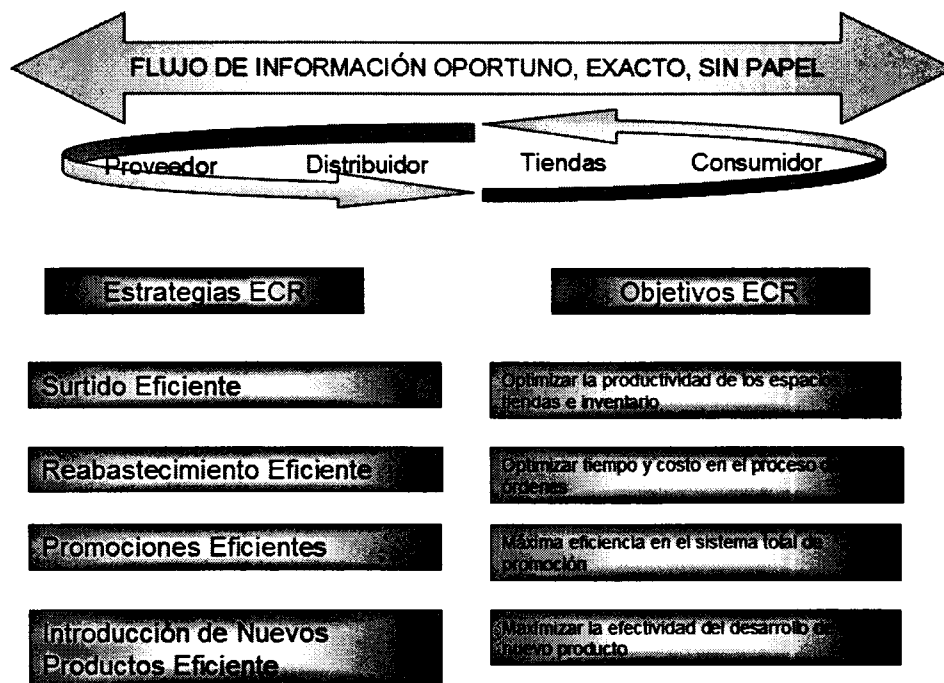 FLUJO DE INFORMACIÓN OPORTUNO, EXACTO, SIN PAPEL
Proveedor Distribuidor Tiendas Consumidor
Estrategias ECR Objetivos ECR
Surtido Eficiente
Optimizar la productividad de los espacios
tiendas e inventario
Reabastecimiento Eficiente
Optimizar tiempo y costo en el proceso
órdenes
Promociones Eficientes
Máxima eficiencia en el sistema total de
promoción
Introducción de Nuevos
Productos Eficiente
Maximizar la efectividad del desarrollo
nuevo producto